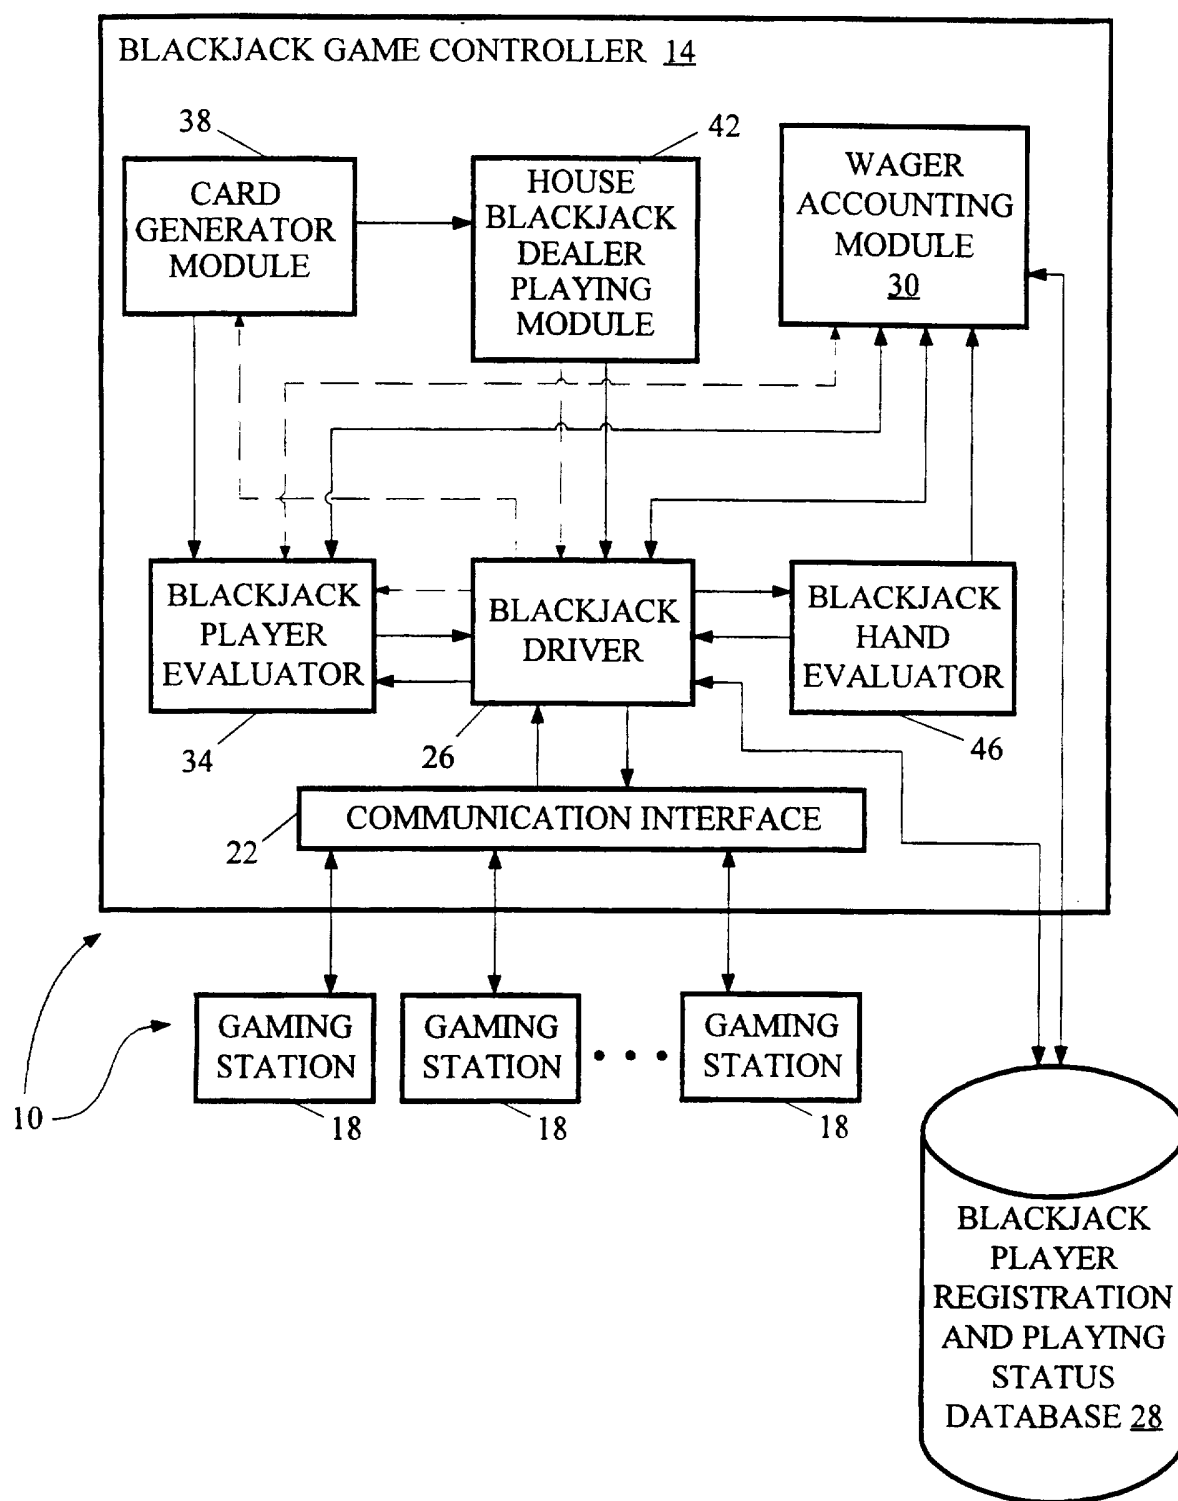 BLACKJACK GAME CONTROLLER 14
38
42
CARD
GENERATOR
MODULE
HOUSE
BLACKJACK
DEALER
PLAYING
MODULE
WAGER
ACCOUNTING
MODULE
30
BLACKJACK
PLAYER
EVALUATOR
BLACKJACK
DRIVER
BLACKJACK
HAND
EVALUATOR
34
26
46
COMMUNICATION INTERFACE
22
GAMING
STATION
GAMING
STATION
GAMING
STATION
10
18
18
18
BLACKJACK
PLAYER
REGISTRATION
AND PLAYING
STATUS
DATABASE 28